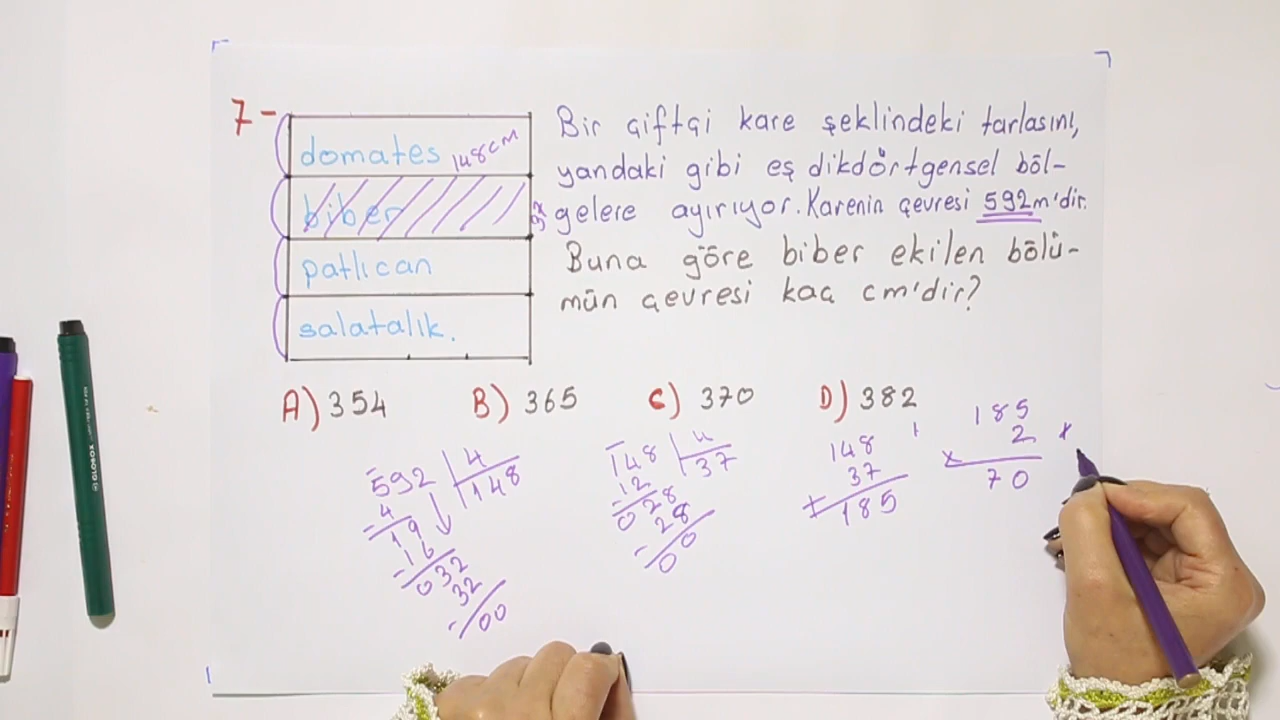 7-
domates 148cm
biber
patlıcan
salatalık.
Bir çiftçi kare şeklindeki tarlasını,
yandaki gibi eş dikdörtgensel böl-
gelere ayırıyor. Karenin çevresi 592m'dir.
Buna göre biber ekilen bölü-
mün çevresi kaç cm'dir?
A) 354 B) 365 C) 370 D) 382
592 4
148
4
19
16
032
32
00
148 4
37
12
028
28
00
148
37
+
185
185
2
x
70